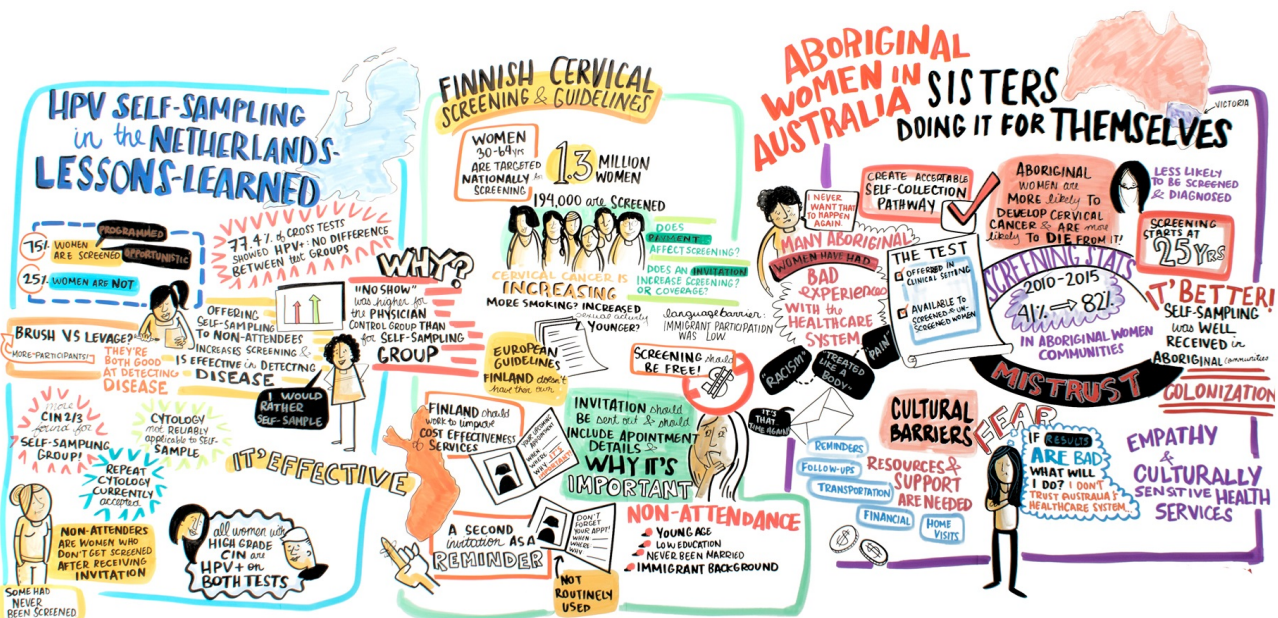 HPV SELF-SAMPLING
in the NETHERLANDS-
LESSONS-LEARNED
75%
WOMEN
ARE SCREENED
PROGRAMMED
OPPORTUNISTIC
25%
WOMEN ARE NOT
77.4% of CROSS TESTS
SHOWED HPV+: NO DIFFERENCE
BETWEEN test GROUPS
BRUSH VS LEVAGE?
MORE PARTICIPANTS!
THEY'RE
BOTH GOOD
AT DETECTING
DISEASE
OFFERING
SELF-SAMPLING
TO NON-ATTENDEES
INCREASES SCREENING &
IS EFFECTIVE in DETECTING
DISEASE
WHY?
"NO SHOW"
was higher for
the PHYSICIAN
CONTROL GROUP THAN
for SELF-SAMPLING
GROUP
I WOULD
RATHER
SELF-SAMPLE
more
CIN 2/3
found for
SELF-SAMPLING
GROUP!
CYTOLOGY
not RELIABLY
applicable to SELF-
SAMPLE
REPEAT
CYTOLOGY
CURRENTLY
accepted
IT'S EFFECTIVE
NON-ATTENDERS
ARE WOMEN WHO
DON'T GET SCREENED
AFTER RECEIVING
INVITATION
SOME HAD
NEVER
BEEN SCREENED
all women with
HIGH GRADE
CIN are
HPV+ on
BOTH TESTS
FINNISH CERVICAL
SCREENING & GUIDELINES
WOMEN
30-64yrs
ARE TARGETED
NATIONALLY for
SCREENING
1.3 MILLION
WOMEN
194,000 are SCREENED
DOES
PAYMENT
AFFECT SCREENING?
DOES AN INVITATION
INCREASE SCREENING?
OR COVERAGE?
CERVICAL CANCER IS
INCREASING
MORE SMOKING? INCREASED
sexual activity
YOUNGER?
language barrier:
IMMIGRANT PARTICIPATION
WAS LOW
EUROPEAN
GUIDELINES
FINLAND doesn't
have their own
SCREENING should
BE FREE!
$
FINLAND should
work to improve
COST EFFECTIVENESS
of SERVICES
YOUR UPCOMING
APPOINTMENT
WHEN
WHERE
WHY IT'S
IMPORTANT!
INVITATION should
BE sent out & should
INCLUDE APOINTMENT
DETAILS &
WHY IT'S
IMPORTANT
A SECOND
invitation AS A
REMINDER
DON'T
FORGET
YOUR APPT!
WHEN
WHERE
WHY
NOT
ROUTINELY
USED
NON-ATTENDANCE
YOUNG AGE
LOW EDUCATION
NEVER BEEN MARRIED
IMMIGRANT BACKGROUND
ABORIGINAL
WOMEN IN
AUSTRALIA
SISTERS
DOING IT FOR THEMSELVES
VICTORIA
I NEVER
WANT THAT
TO HAPPEN
AGAIN.
CREATE ACCEPTABLE
SELF-COLLECTION
PATHWAY
ABORIGINAL
WOMEN are
MORE likely TO
DEVELOP CERVICAL
CANCER & ARE more
likely to DIE FROM IT!
LESS LIKELY
TO BE SCREENED
& DIAGNOSED
SCREENING
STARTS AT
25 YRS
MANY ABORIGINAL
WOMEN HAVE HAD
BAD
experiences
WITH the
HEALTHCARE
SYSTEM
THE TEST
OFFERED IN
CLINICAL SETTING
AVAILABLE TO
SCREENED & UN-
SCREENED WOMEN
SCREENING STATS
2010-2015
41% → 82%
IN ABORIGINAL WOMEN
COMMUNITIES
IT'S BETTER!
SELF-SAMPLING
was WELL
RECEIVED in
ABORIGINAL communities
"RACISM"
"TREATED
LIKE A
BODY"
"PAIN"
MISTRUST
COLONIZATION
IT'S
THAT
TIME AGAIN!
CULTURAL
BARRIERS
FEAR
IF RESULTS
ARE BAD
WHAT WILL
I DO? I DON'T
TRUST AUSTRALIA'S
HEALTHCARE SYSTEM...
EMPATHY
& CULTURALLY
SENSTIVE HEALTH
SERVICES
REMINDERS
FOLLOW-UPS
TRANSPORTATION
FINANCIAL
HOME
VISITS
RESOURCES &
SUPPORT
ARE NEEDED